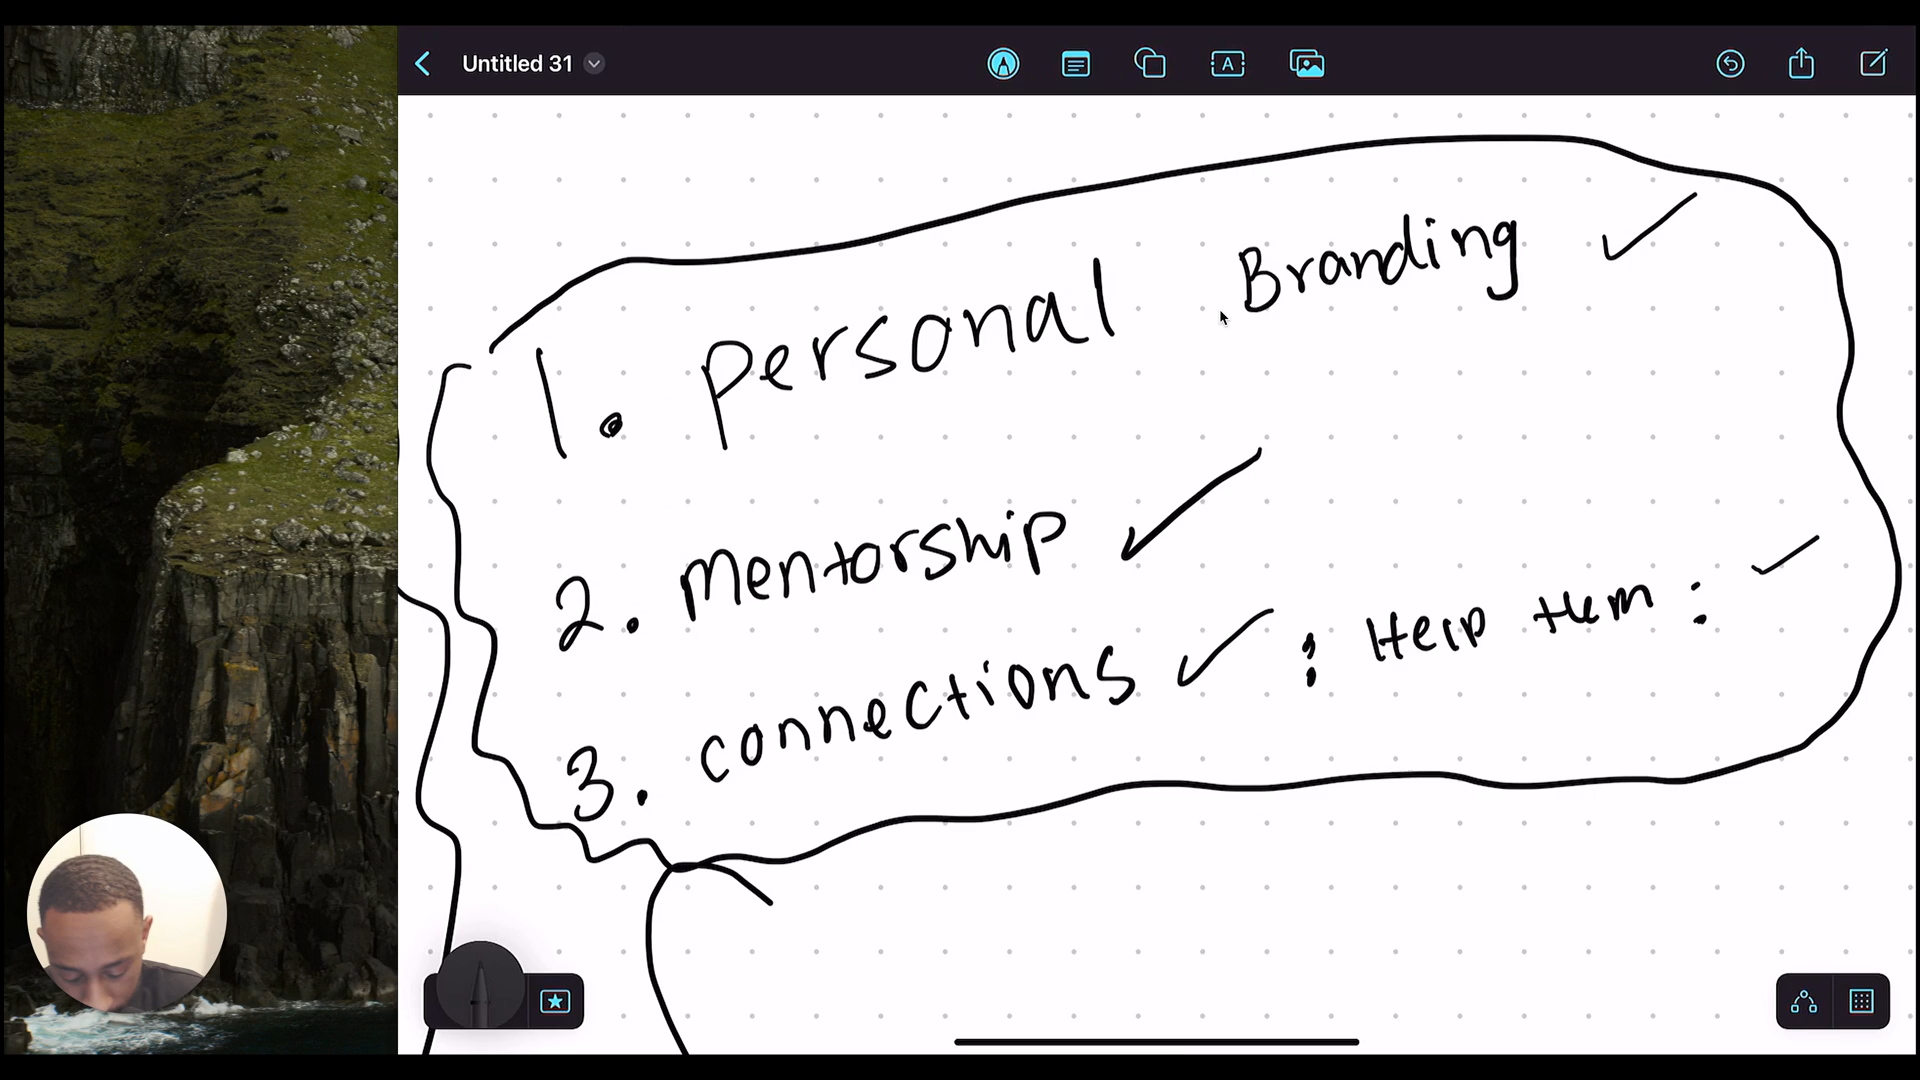 Untitled 31
1. Personal Branding ✓
2. Mentorship ✓
3. connections ✓ : Help them : ✓